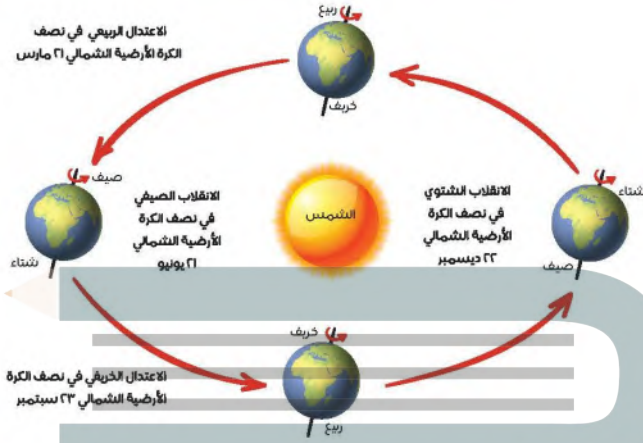 ربيع
الاعتدال الربيعي في نصف
الكرة الأرضية الشمالي ٢١ مارس
خريف
شتاء
الانقلاب الشتوي
في نصف الكرة
الأرضية الشمالي
٢٢ ديسمبر
صيف
الشمس
صيف
الانقلاب الصيفي
في نصف الكرة
الأرضية الشمالي
٢١ يونيو
شتاء
خريف
الاعتدال الخريفي في نصف الكرة
الأرضية الشمالي ٢٣ سبتمبر
ربيع